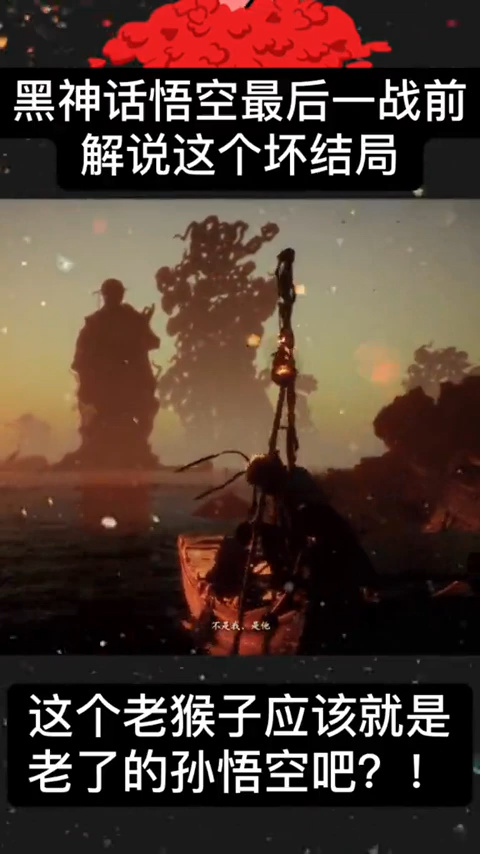 黑神话悟空最后一战前
解说这个坏结局
不是我，是他
这个老猴子应该就是
老了的孙悟空吧？！